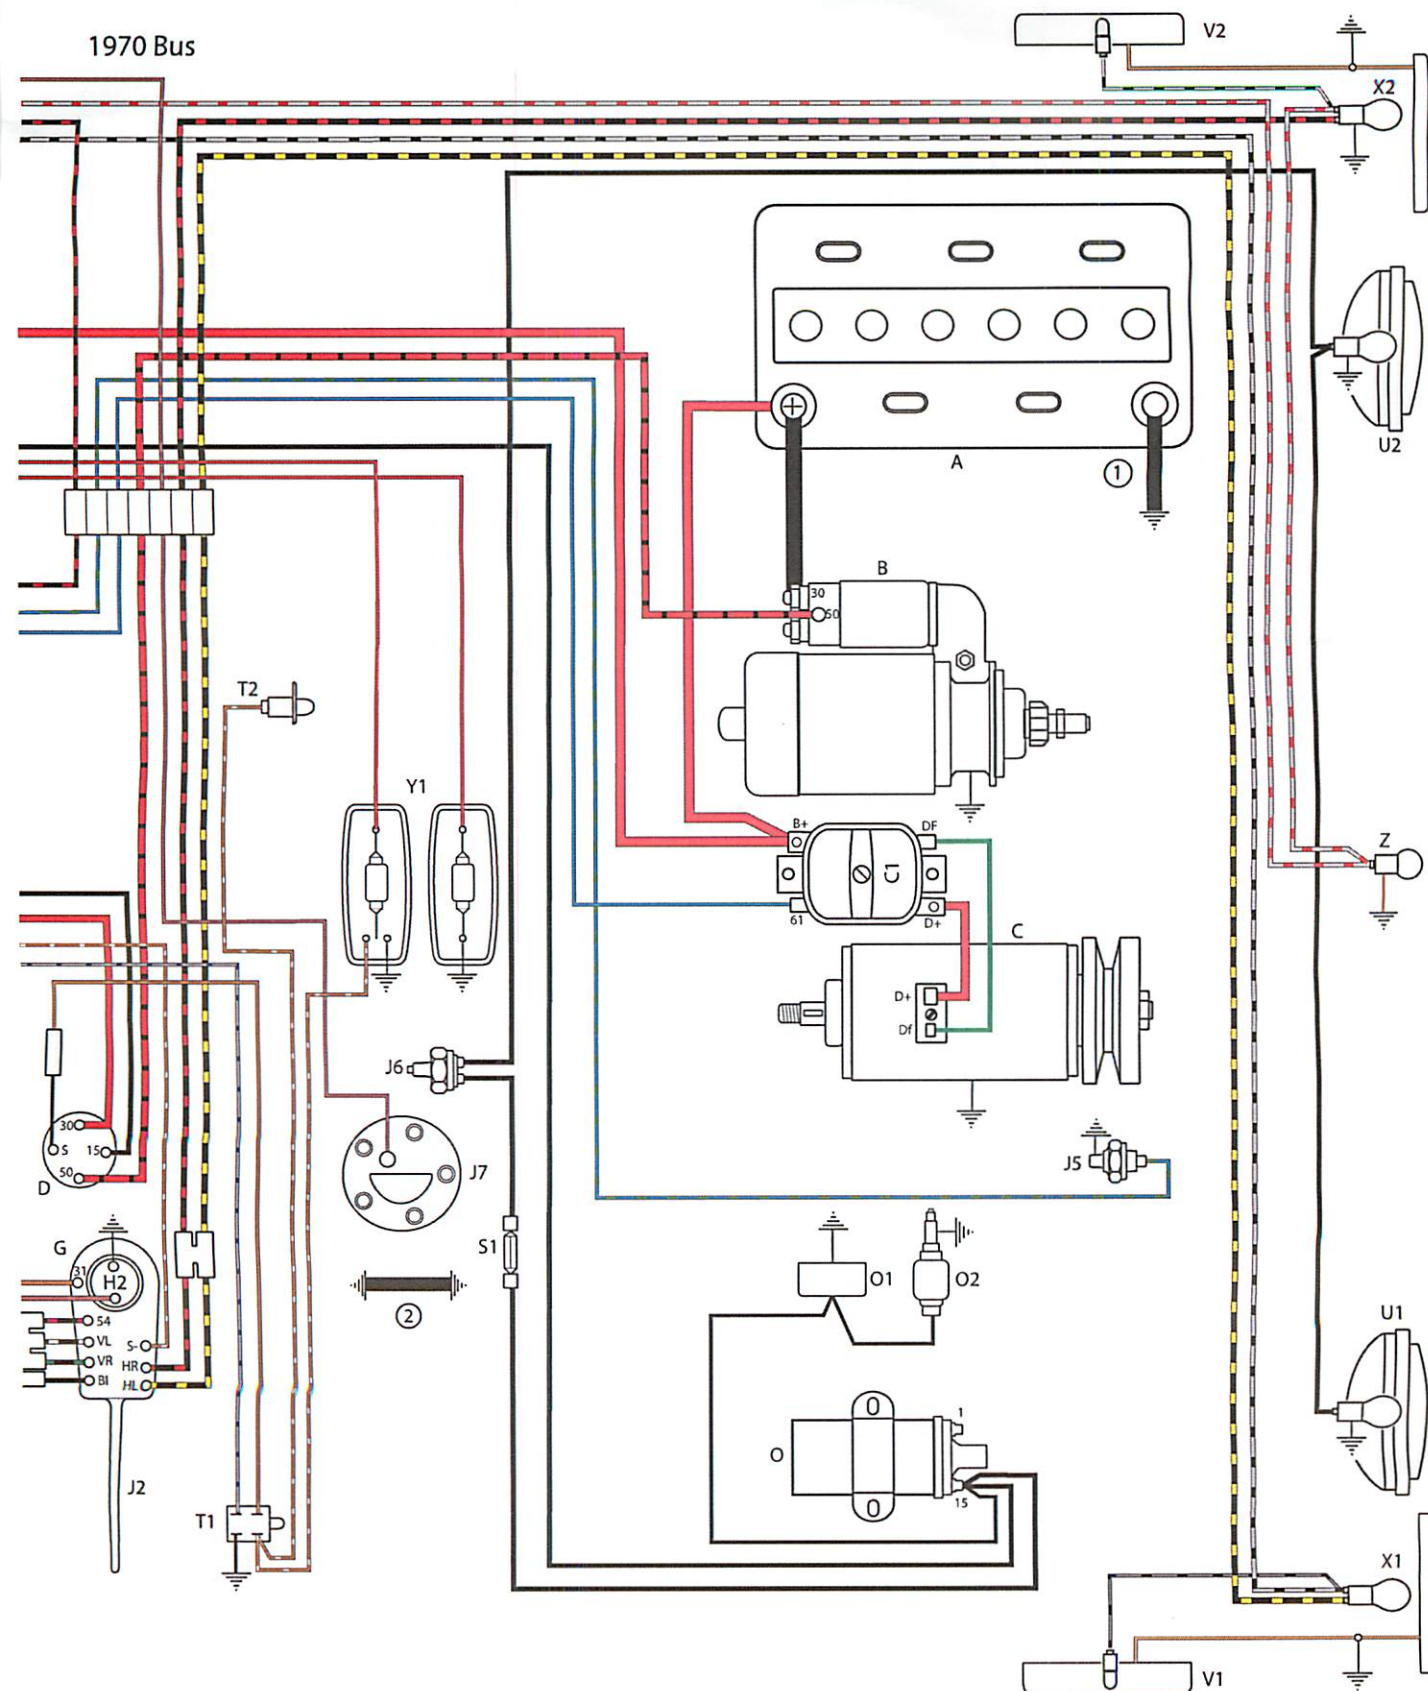 1970 Bus
V2
X2
U2
A
1
B
30
50
T2
Y1
B+
DF
C1
Z
61
D+
C
D+
Df
J6
30
S
15
50
D
J7
J5
G
S1
31
H2
O1
O2
2
54
VL
S-
VR
HR
BI
HL
U1
J2
O
1
15
T1
X1
V1